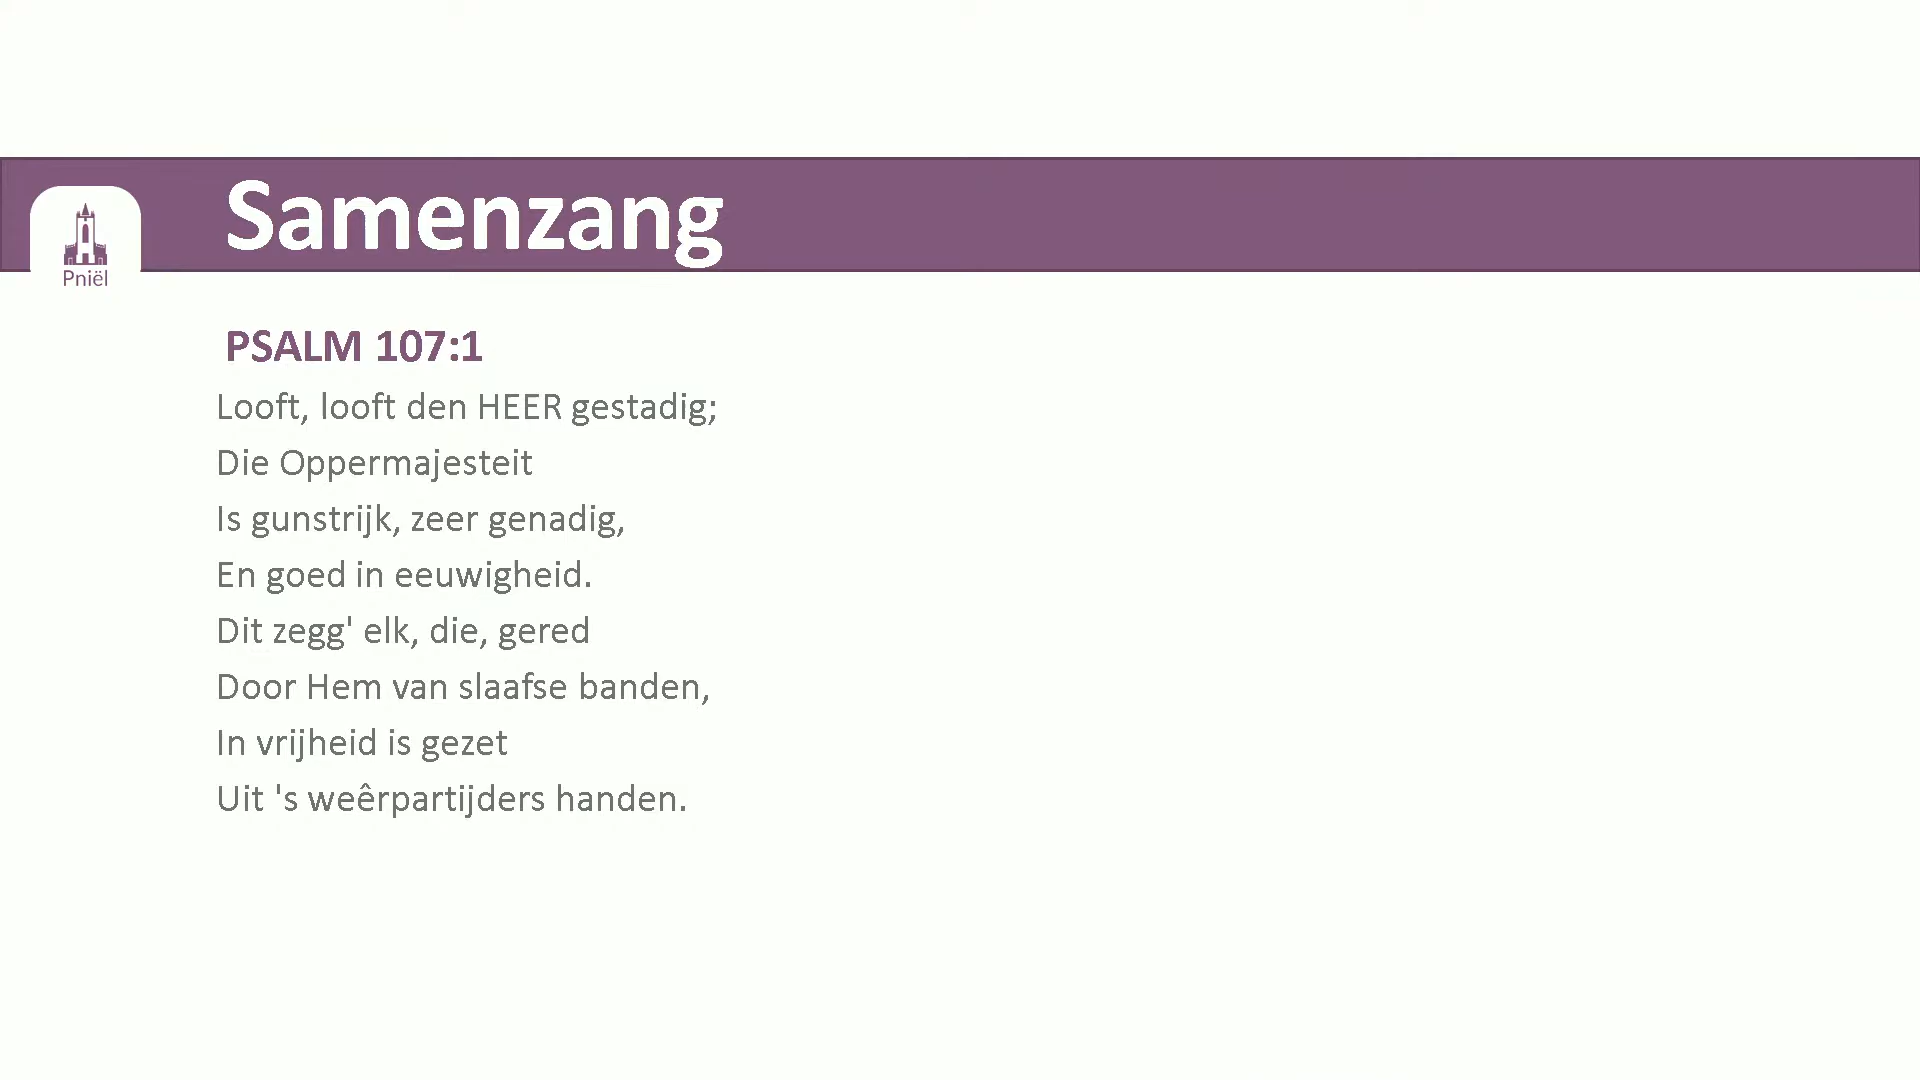 Samenzang
Pniël
PSALM 107:1
Looft, looft den HEER gestadig;
Die Oppermajesteit
Is gunstrijk, zeer genadig,
En goed in eeuwigheid.
Dit zegg' elk, die, gered
Door Hem van slaafse banden,
In vrijheid is gezet
Uit 's weêrpartijders handen.